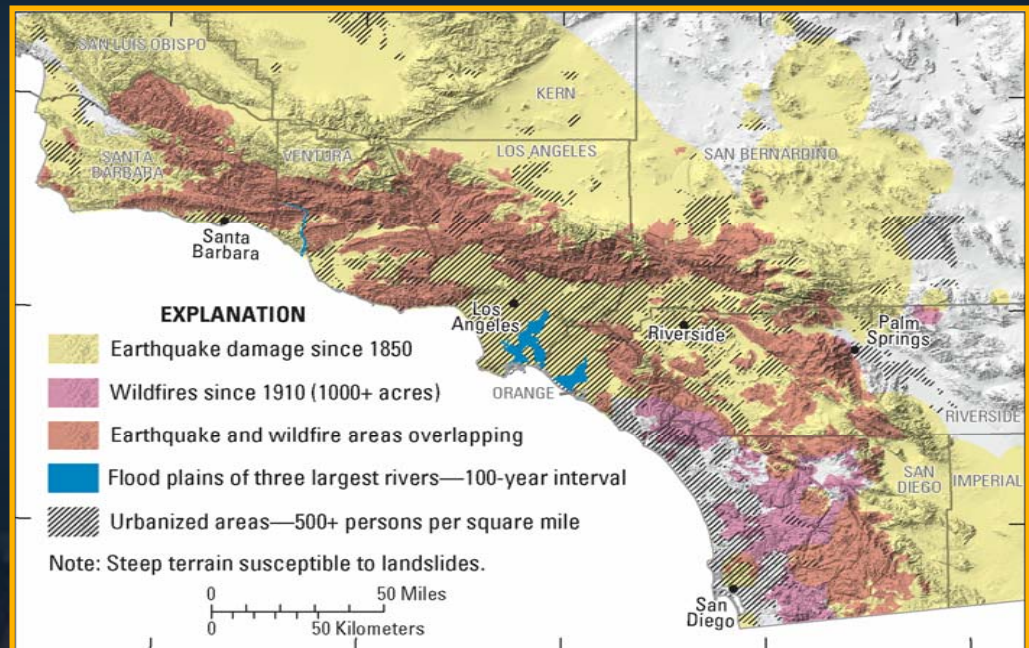 SAN LUIS OBISPO
KERN
SANTA
BARBARA
VENTURA
LOS ANGELES
SAN BERNARDINO
Santa
Barbara
Los
Angeles
Riverside
Palm
Springs
ORANGE
RIVERSIDE
SAN
DIEGO
IMPERIAL
San
Diego
EXPLANATION
Earthquake damage since 1850
Wildfires since 1910 (1000+ acres)
Earthquake and wildfire areas overlapping
Flood plains of three largest rivers—100-year interval
Urbanized areas—500+ persons per square mile
Note: Steep terrain susceptible to landslides.
0 50 Miles
0 50 Kilometers